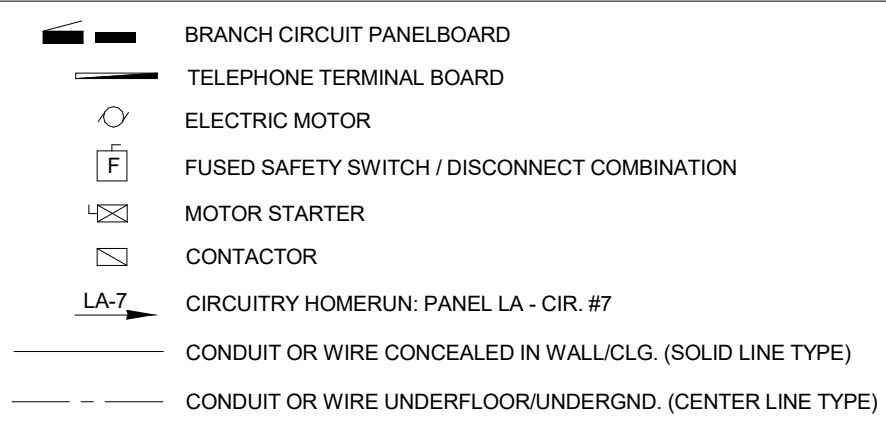 BRANCH CIRCUIT PANELBOARD
TELEPHONE TERMINAL BOARD
ELECTRIC MOTOR
F FUSED SAFETY SWITCH / DISCONNECT COMBINATION
MOTOR STARTER
CONTACTOR
LA-7 CIRCUITRY HOMERUN: PANEL LA - CIR. #7
CONDUIT OR WIRE CONCEALED IN WALL/CLG. (SOLID LINE TYPE)
CONDUIT OR WIRE UNDERFLOOR/UNDERGND. (CENTER LINE TYPE)